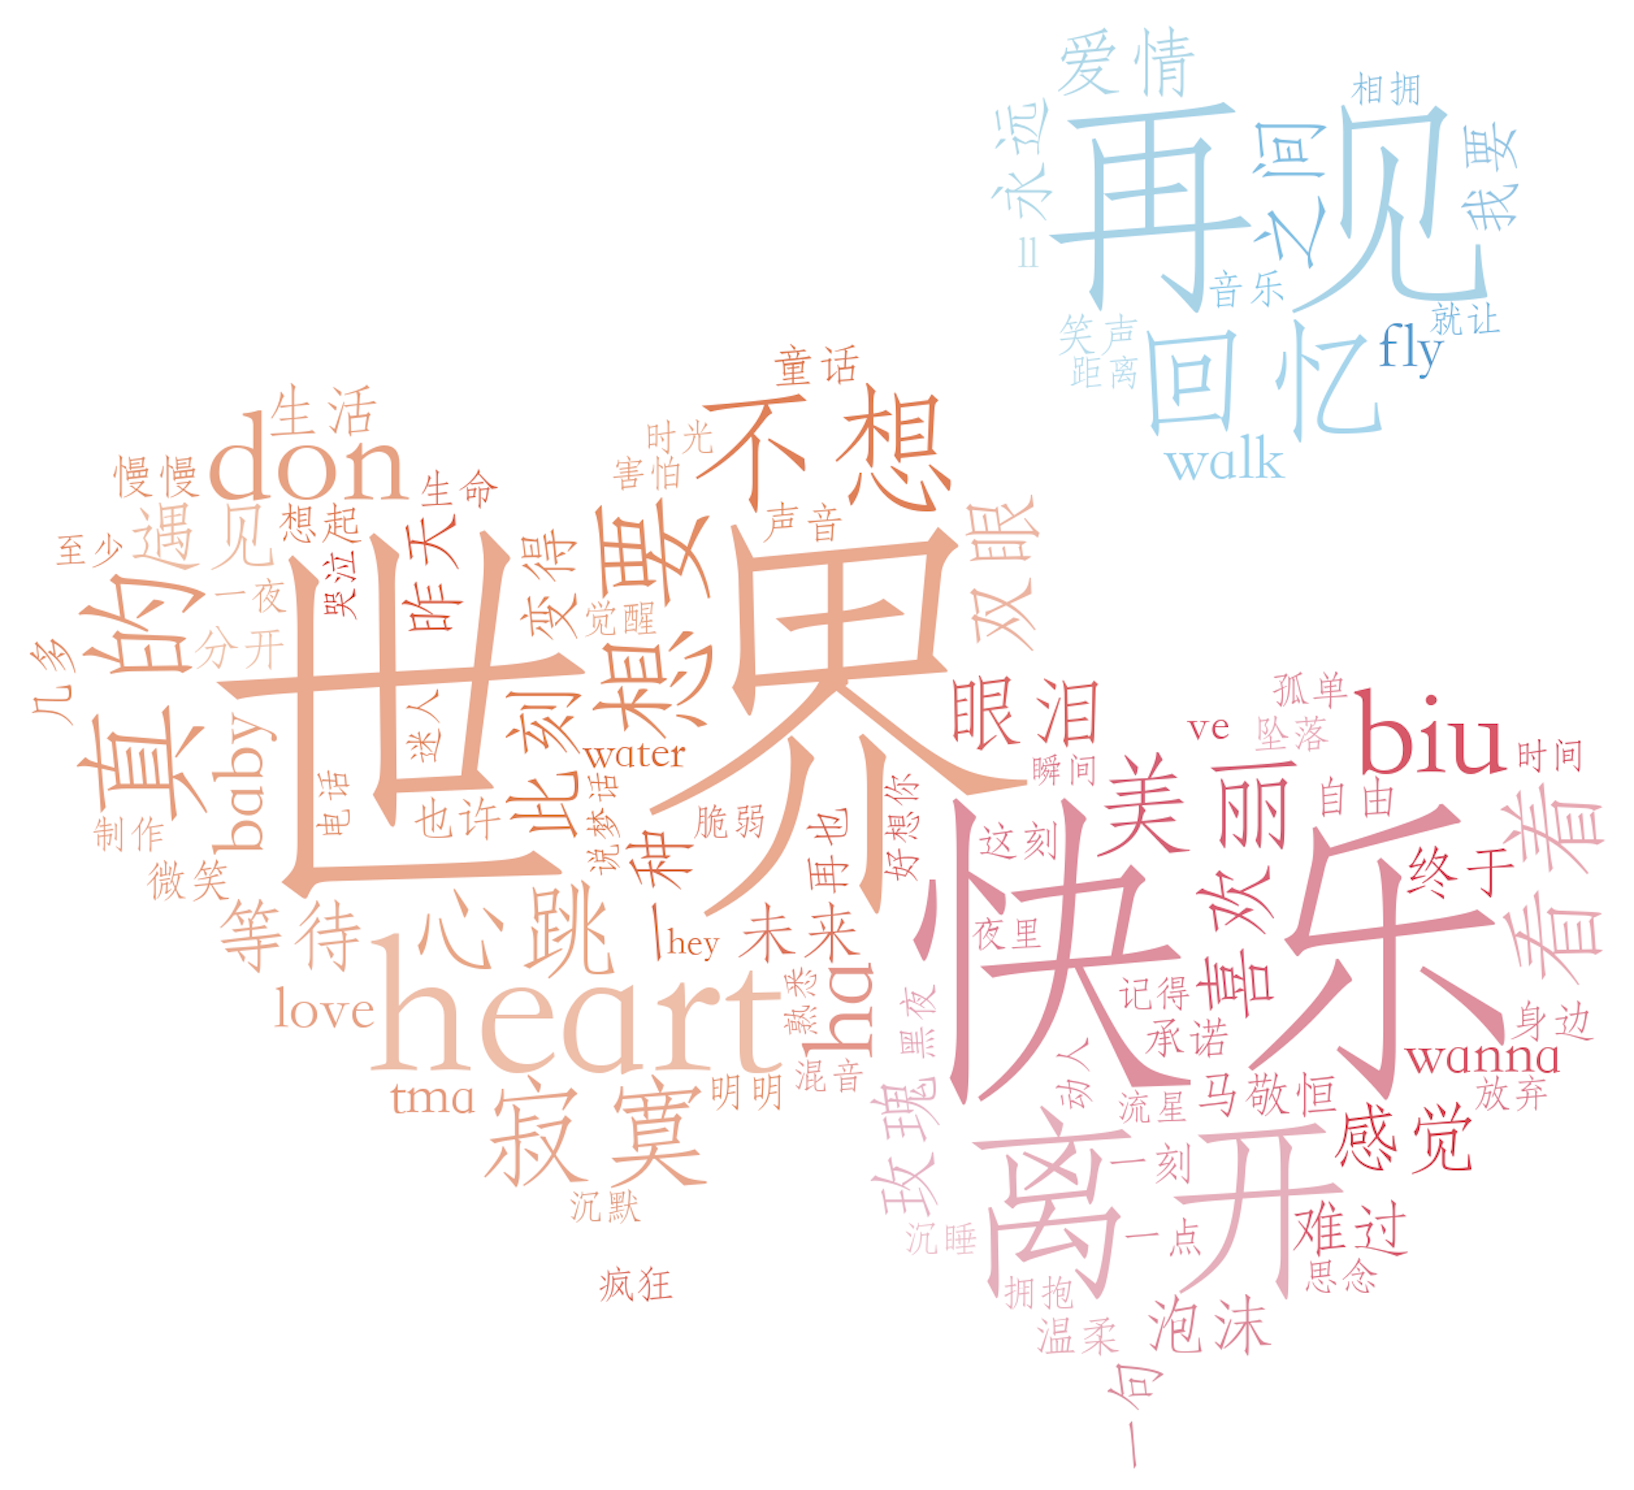 爱情
相拥
永远
再见
之间
我要
ll
音乐
笑声
就让
距离
回忆
fly
walk
童话
生活
不想
时光
don
慢慢
害怕
生命
遇见
想起
声音
双眼
至少
昨天
变得
想要
真的
一夜
哭泣
觉醒
世界
分开
几多
baby
迷人
此刻
water
电话
也许
说梦话
脆弱
再也
好想你
制作
微笑
一种
等待
心跳
hey
未来
heart
love
ha
熟悉
tma
寂寞
明明
混音
沉默
疯狂
眼泪
孤单
biu
ve
坠落
时间
瞬间
美丽
自由
看着
这刻
快乐
终于
喜欢
夜里
记得
黑夜
承诺
身边
动人
wanna
玫瑰
流星
马敬恒
放弃
感觉
离开
一刻
沉睡
一点
难过
思念
拥抱
温柔
泡沫
一句